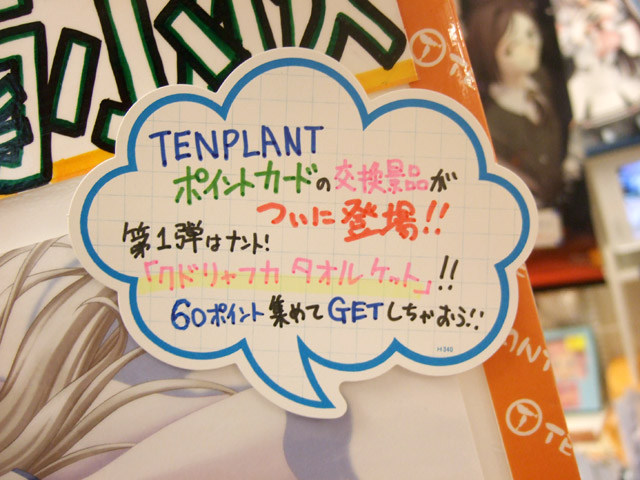 TENPLANT
ポイントカードの交換景品が
ついに登場!!
第1弾はナント!
「クドリャフカ タオルケット」!!
60ポイント集めてGETしちゃおう!!
H 340